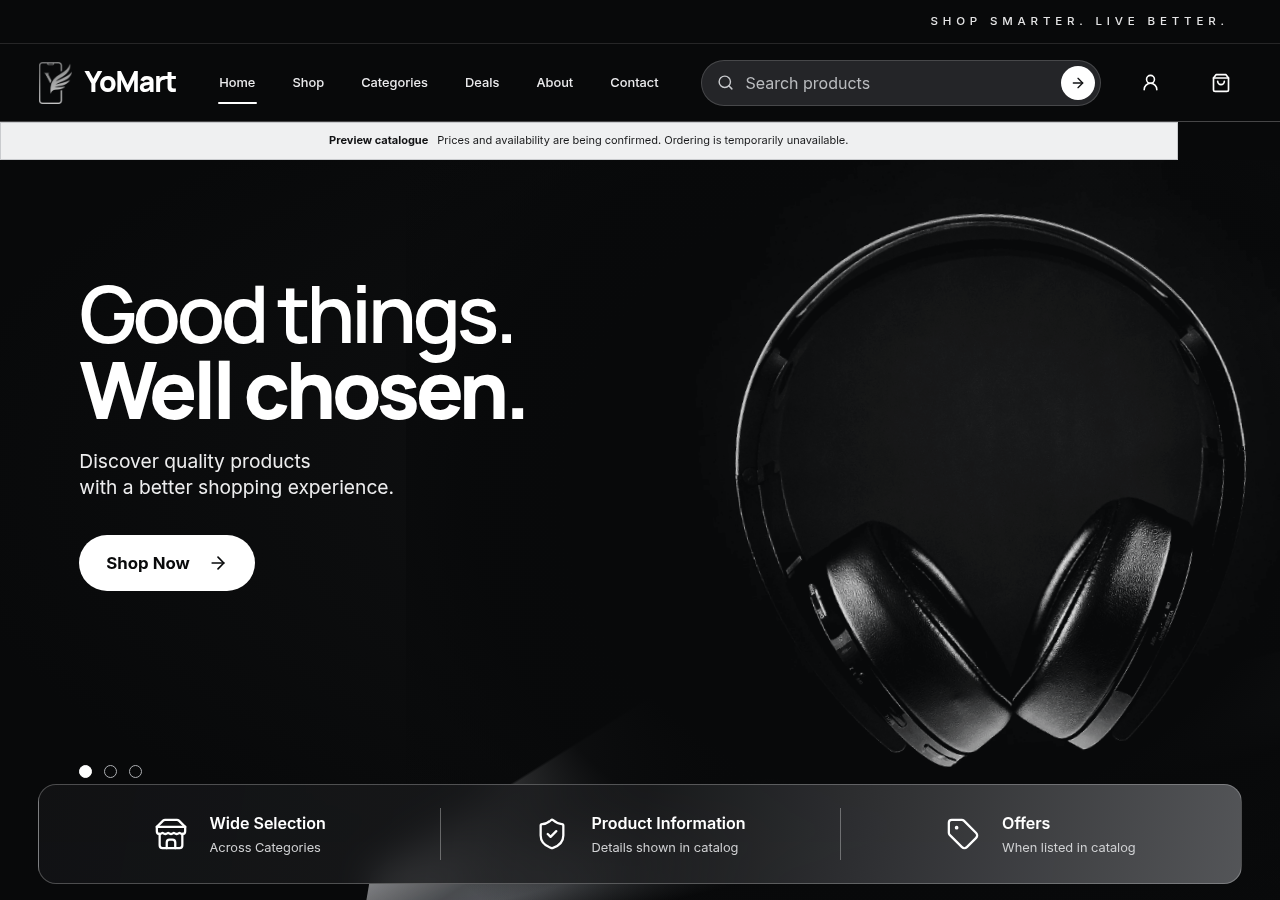 SHOP SMARTER. LIVE BETTER.
YoMart
Home
Shop
Categories
Deals
About
Contact
Search products
Preview catalogue Prices and availability are being confirmed. Ordering is temporarily unavailable.
Good things.
Well chosen.
Discover quality products
with a better shopping experience.
Shop Now
Wide Selection
Across Categories
Product Information
Details shown in catalog
Offers
When listed in catalog